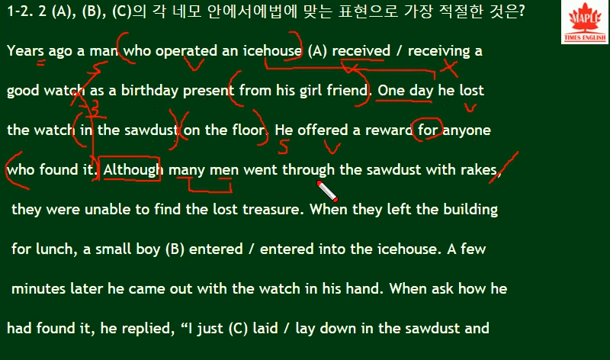 1-2. 2 (A), (B), (C)의 각 네모 안에서서에법에 맞는 표현으로 가장 적절한 것은?
MAPLE
TIMES ENGLISH
Years ago a man who operated an icehouse (A) received / receiving a
good watch as a birthday present from his girl friend. One day he lost
the watch in the sawdust on the floor. He offered a reward for anyone
who found it. Although many men went through the sawdust with rakes,
they were unable to find the lost treasure. When they left the building
for lunch, a small boy (B) entered / entered into the icehouse. A few
minutes later he came out with the watch in his hand. When ask how he
had found it, he replied, “I just (C) laid / lay down in the sawdust and